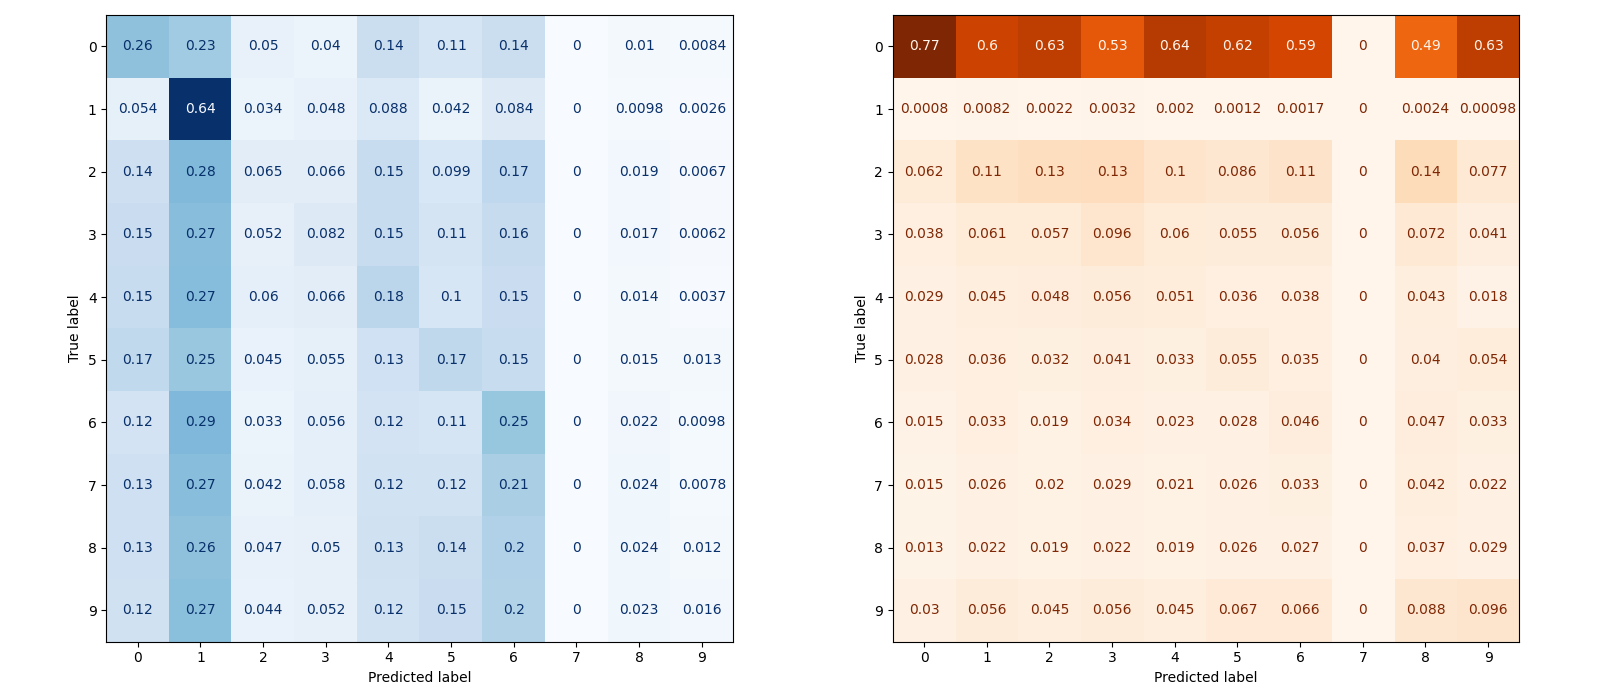 0 0.26 0.23 0.05 0.04 0.14 0.11 0.14 0 0.01 0.0084
1 0.054 0.64 0.034 0.048 0.088 0.042 0.084 0 0.0098 0.0026
2 0.14 0.28 0.065 0.066 0.15 0.099 0.17 0 0.019 0.0067
3 0.15 0.27 0.052 0.082 0.15 0.11 0.16 0 0.017 0.0062
4 0.15 0.27 0.06 0.066 0.18 0.1 0.15 0 0.014 0.0037
5 0.17 0.25 0.045 0.055 0.13 0.17 0.15 0 0.015 0.013
6 0.12 0.29 0.033 0.056 0.12 0.11 0.25 0 0.022 0.0098
7 0.13 0.27 0.042 0.058 0.12 0.12 0.21 0 0.024 0.0078
8 0.13 0.26 0.047 0.05 0.13 0.14 0.2 0 0.024 0.012
9 0.12 0.27 0.044 0.052 0.12 0.15 0.2 0 0.023 0.016
0 1 2 3 4 5 6 7 8 9
True label
Predicted label
0 0.77 0.6 0.63 0.53 0.64 0.62 0.59 0 0.49 0.63
1 0.0008 0.0082 0.0022 0.0032 0.002 0.0012 0.0017 0 0.0024 0.00098
2 0.062 0.11 0.13 0.13 0.1 0.086 0.11 0 0.14 0.077
3 0.038 0.061 0.057 0.096 0.06 0.055 0.056 0 0.072 0.041
4 0.029 0.045 0.048 0.056 0.051 0.036 0.038 0 0.043 0.018
5 0.028 0.036 0.032 0.041 0.033 0.055 0.035 0 0.04 0.054
6 0.015 0.033 0.019 0.034 0.023 0.028 0.046 0 0.047 0.033
7 0.015 0.026 0.02 0.029 0.021 0.026 0.033 0 0.042 0.022
8 0.013 0.022 0.019 0.022 0.019 0.026 0.027 0 0.037 0.029
9 0.03 0.056 0.045 0.056 0.045 0.067 0.066 0 0.088 0.096
0 1 2 3 4 5 6 7 8 9
True label
Predicted label